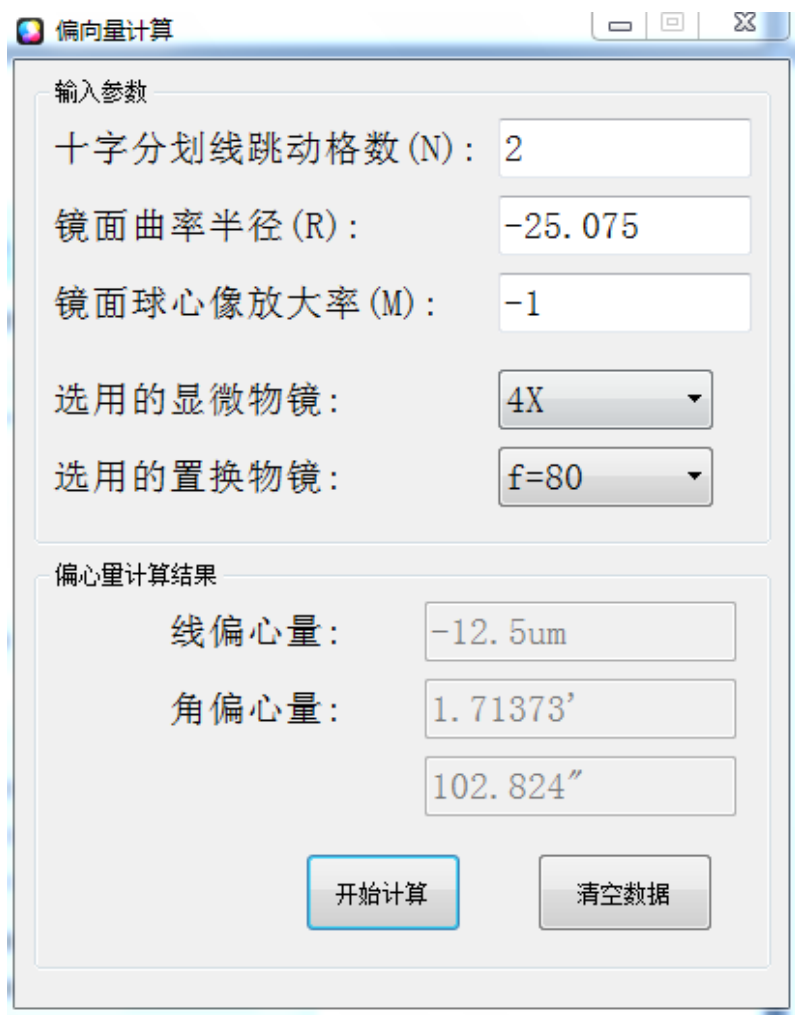 偏向量计算
输入参数
十字分划线跳动格数(N): 2
镜面曲率半径(R): -25.075
镜面球心像放大率(M): -1
选用的显微物镜: 4X
选用的置换物镜: f=80
偏心量计算结果
线偏心量: -12.5um
角偏心量: 1.71373'
102.824″
开始计算 清空数据